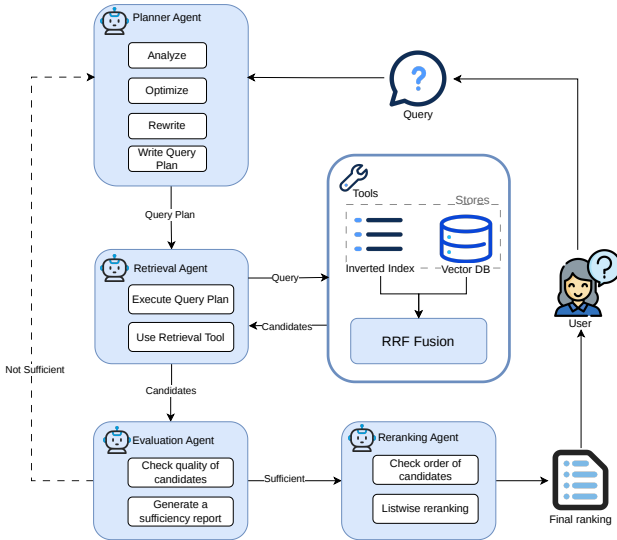 Planner Agent
Analyze
Optimize
Rewrite
Write Query
Plan
Query
Query Plan
Tools
Stores
Inverted Index
Vector DB
RRF Fusion
Retrieval Agent
Execute Query Plan
Use Retrieval Tool
Query
Candidates
User
Not Sufficient
Candidates
Evaluation Agent
Check quality of
candidates
Generate a
sufficiency report
Sufficient
Reranking Agent
Check order of
candidates
Listwise reranking
Final ranking